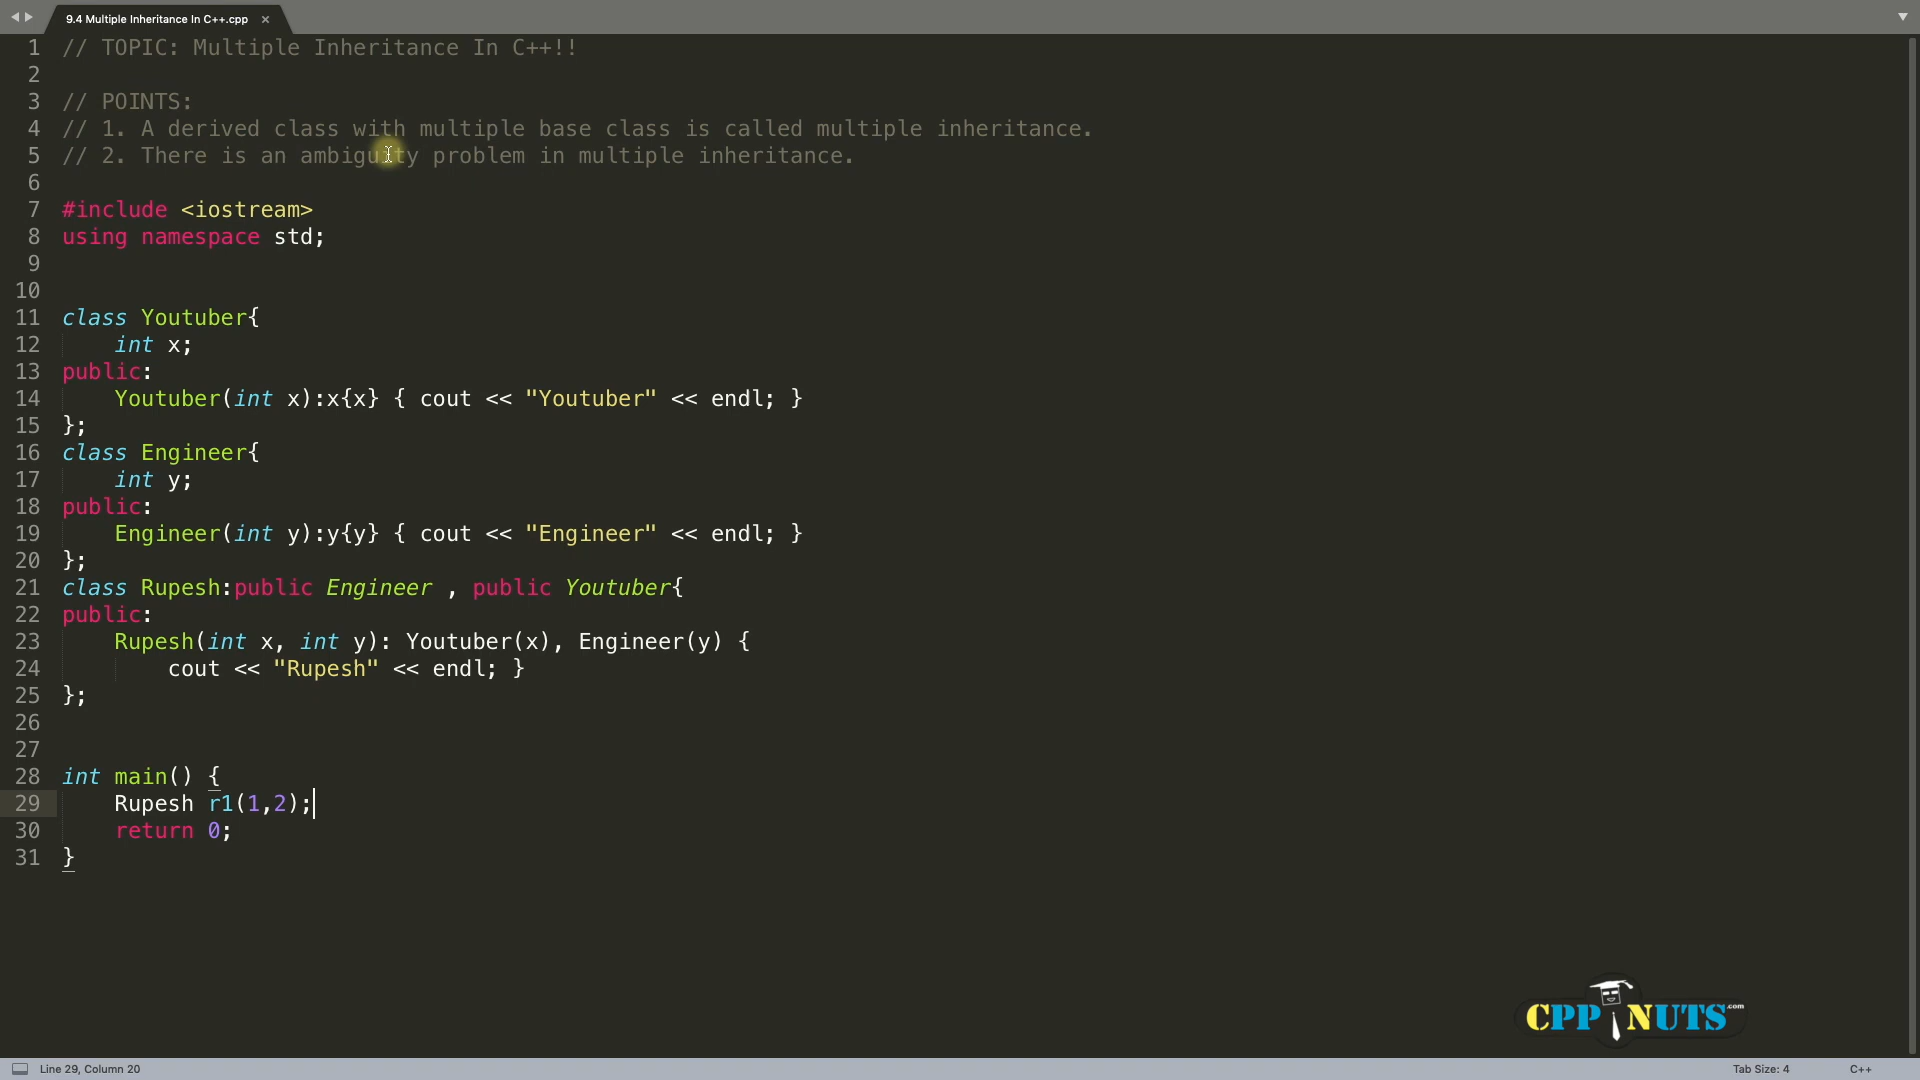 9.4 Multiple Inheritance In C++.cpp ×
1 // TOPIC: Multiple Inheritance In C++!!
2
3 // POINTS:
4 // 1. A derived class with multiple base class is called multiple inheritance.
5 // 2. There is an ambiguity problem in multiple inheritance.
6
7 #include <iostream>
8 using namespace std;
9
10
11 class Youtuber{
12     int x;
13 public:
14     Youtuber(int x):x{x} { cout << "Youtuber" << endl; }
15 };
16 class Engineer{
17     int y;
18 public:
19     Engineer(int y):y{y} { cout << "Engineer" << endl; }
20 };
21 class Rupesh:public Engineer , public Youtuber{
22 public:
23     Rupesh(int x, int y): Youtuber(x), Engineer(y) {
24         cout << "Rupesh" << endl; }
25 };
26
27
28 int main() {
29     Rupesh r1(1,2);
30     return 0;
31 }
CPP NUTS .com
Line 29, Column 20 Tab Size: 4 C++